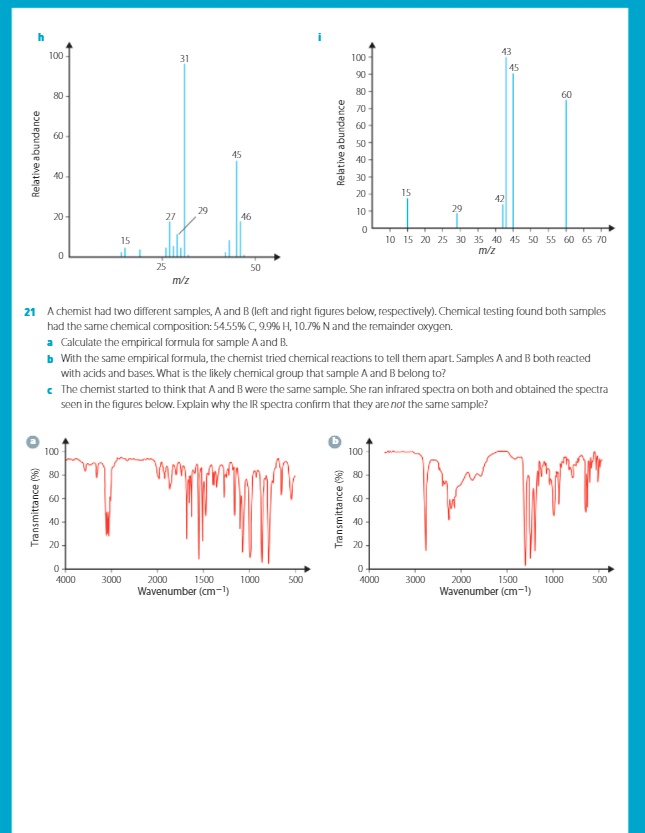 h
i
Relative abundance
100
80
60
40
20
0
15
27
29
31
45
46
25
50
m/z
Relative abundance
100
90
80
70
60
50
40
30
20
10
0
15
29
42
43
45
60
10 15 20 25 30 35 40 45 50 55 60 65 70
m/z
21 A chemist had two different samples, A and B (left and right figures below, respectively). Chemical testing found both samples
had the same chemical composition: 54.55% C, 9.9% H, 10.7% N and the remainder oxygen.
a Calculate the empirical formula for sample A and B.
b With the same empirical formula, the chemist tried chemical reactions to tell them apart. Samples A and B both reacted
with acids and bases. What is the likely chemical group that sample A and B belong to?
c The chemist started to think that A and B were the same sample. She ran infrared spectra on both and obtained the spectra
seen in the figures below. Explain why the IR spectra confirm that they are not the same sample?
a
Transmittance (%)
100
80
60
40
20
0
4000 3000 2000 1500 1000 500
Wavenumber (cm−1)
b
Transmittance (%)
100
80
60
40
20
0
4000 3000 2000 1500 1000 500
Wavenumber (cm−1)